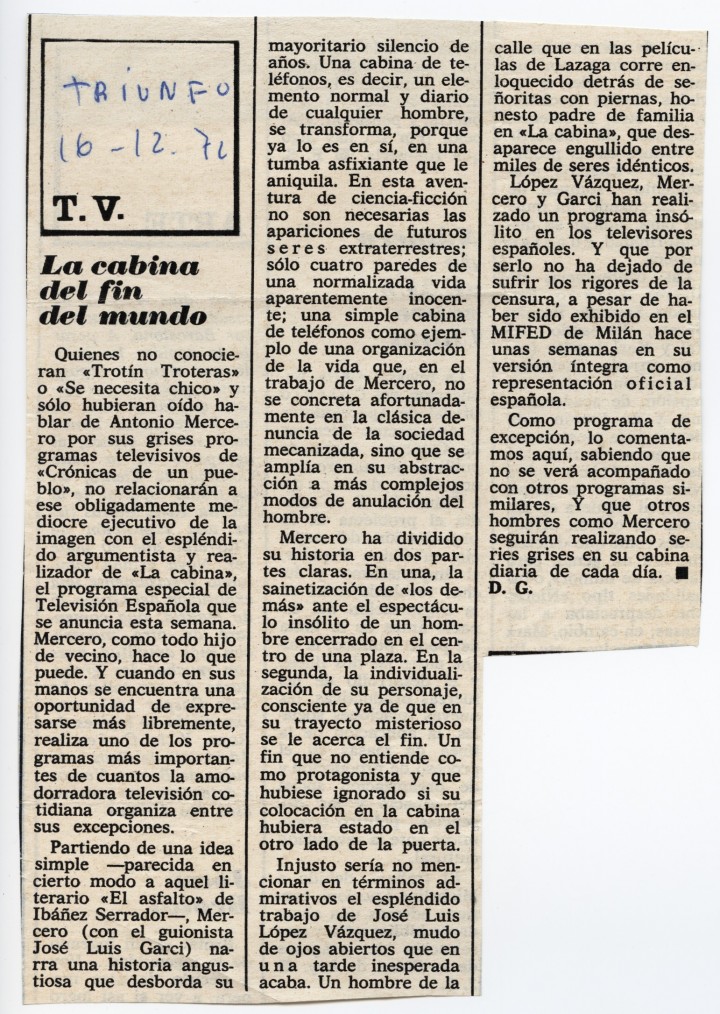 TRIUNFO
16-12.72
T. V.
La cabina
del fin
del mundo
Quienes no conocie-
ran «Trotín Troteras»
o «Se necesita chico» y
sólo hubieran oído ha-
blar de Antonio Merce-
ro por sus grises pro-
gramas televisivos de
«Crónicas de un pue-
blo», no relacionarán a
ese obligadamente me-
diocre ejecutivo de la
imagen con el espléndi-
do argumentista y rea-
lizador de «La cabina»,
el programa especial de
Televisión Española que
se anuncia esta semana.
Mercero, como todo hijo
de vecino, hace lo que
puede. Y cuando en sus
manos se encuentra una
oportunidad de expre-
sarse más libremente,
realiza uno de los pro-
gramas más importan-
tes de cuantos la amo-
dorradora televisión co-
tidiana organiza entre
sus excepciones.
Partiendo de una idea
simple —parecida en
cierto modo a aquel li-
terario «El asfalto» de
Ibáñez Serrador—, Mer-
cero (con el guionista
José Luis Garci) na-
rra una historia angus-
tiosa que desborda su
mayoritario silencio de
años. Una cabina de te-
léfonos, es decir, un ele-
mento normal y diario
de cualquier hombre,
se transforma, porque
ya lo es en sí, en una
tumba asfixiante que le
aniquila. En esta aven-
tura de ciencia-ficción
no son necesarias las
apariciones de futuros
seres extraterrestres;
sólo cuatro paredes de
una normalizada vida
aparentemente inocen-
te; una simple cabina
de teléfonos como ejem-
plo de una organización
de la vida que, en el
trabajo de Mercero, no
se concreta afortunada-
mente en la clásica de-
nuncia de la sociedad
mecanizada, sino que se
amplía en su abstrac-
ción a más complejos
modos de anulación del
hombre.
Mercero ha dividido
su historia en dos par-
tes claras. En una, la
sainetización de «los de-
más» ante el espectácu-
lo insólito de un hom-
bre encerrado en el cen-
tro de una plaza. En la
segunda, la individuali-
zación de su personaje,
consciente ya de que en
su trayecto misterioso
se le acerca el fin. Un
fin que no entiende co-
mo protagonista y que
hubiese ignorado si su
colocación en la cabina
hubiera estado en el
otro lado de la puerta.
Injusto sería no men-
cionar en términos ad-
mirativos el espléndido
trabajo de José Luis
López Vázquez, mudo
de ojos abiertos que en
una tarde inesperada
acaba. Un hombre de la
calle que en las pelícu-
las de Lazaga corre en-
loquecido detrás de se-
ñoritas con piernas, ho-
nesto padre de familia
en «La cabina», que des-
aparece engullido entre
miles de seres idénticos.
López Vázquez, Mer-
cero y Garci han reali-
zado un programa insó-
lito en los televisores
españoles. Y que por
serlo no ha dejado de
sufrir los rigores de la
censura, a pesar de ha-
ber sido exhibido en el
MIFED de Milán hace
unas semanas en su
versión íntegra como
representación oficial
española.
Como programa de
excepción, lo comenta-
mos aquí, sabiendo que
no se verá acompañado
con otros programas si-
milares, Y que otros
hombres como Mercero
seguirán realizando se-
ries grises en su cabina
diaria de cada día. ■
D. G.